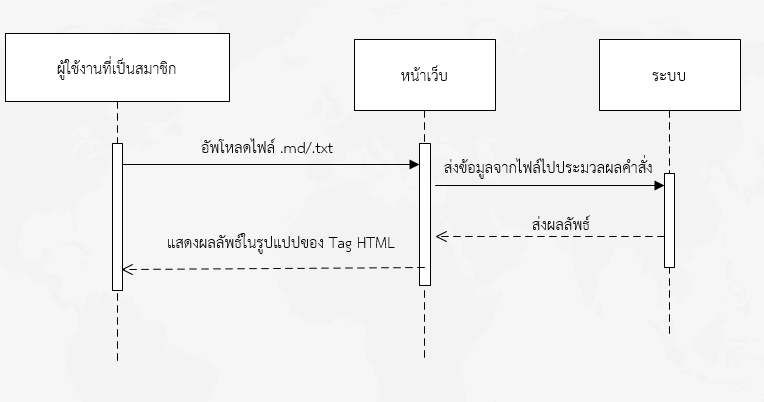 ผู้ใช้งานที่เป็นสมาชิก
หน้าเว็บ
ระบบ
อัพโหลดไฟล์ .md/.txt
ส่งข้อมูลจากไฟล์ไปประมวลผลคำสั่ง
ส่งผลลัพธ์
แสดงผลลัพธ์ในรูปแปปของ Tag HTML